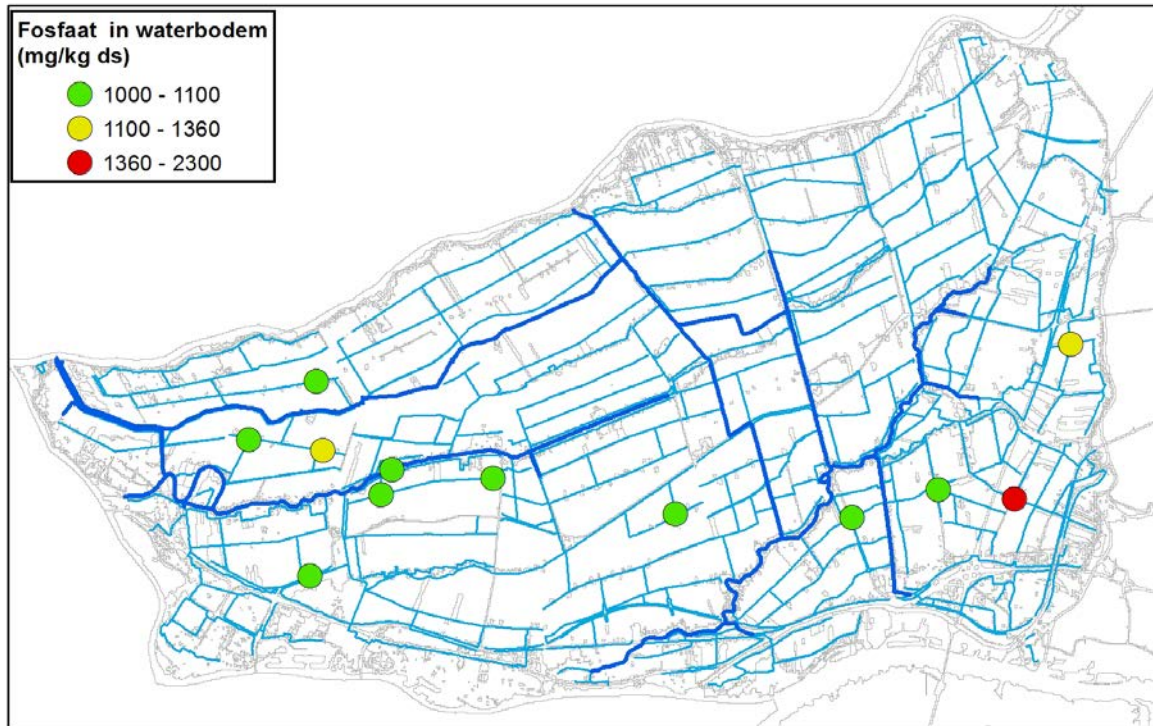 Fosfaat in waterbodem
(mg/kg ds)
1000 - 1100
1100 - 1360
1360 - 2300